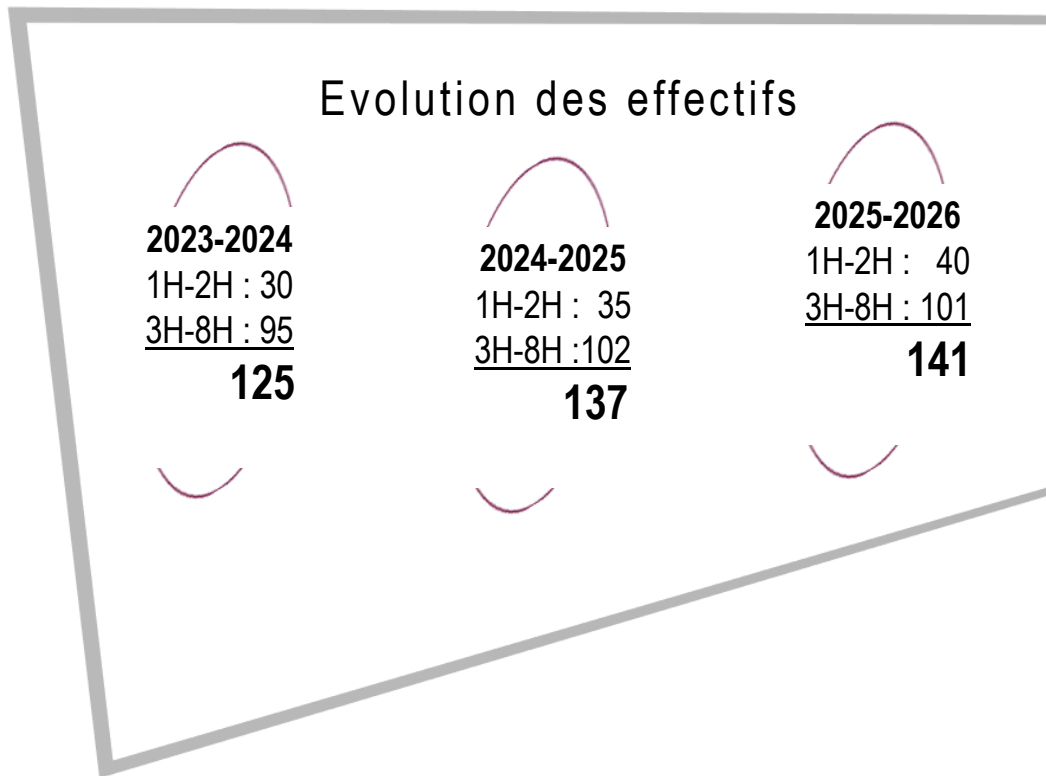 Evolution des effectifs
2023-2024
1H-2H : 30
3H-8H : 95
125
2024-2025
1H-2H : 35
3H-8H :102
137
2025-2026
1H-2H : 40
3H-8H : 101
141